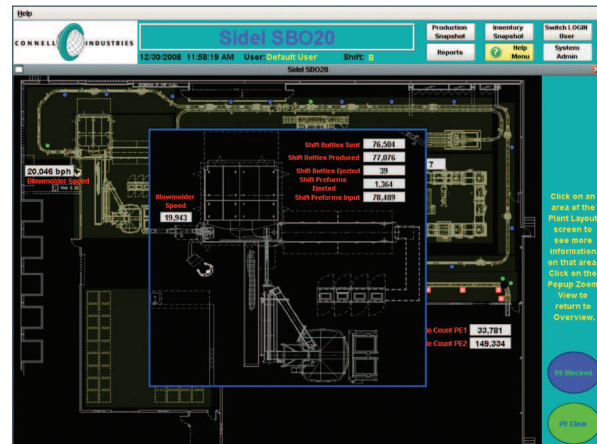 Help
CONNELL INDUSTRIES
Sidel SBO20
Production Snapshot
Inventory Snapshot
Switch LOGIN User
Reports
Help Menu
System Admin
12/30/2008 11:58:19 AM User: Default User Shift: B
Sidel SBO20
20.046 bph
Blowmolder Speed
Shift Bottles Sent 76,504
Shift Bottles Produced 77,076
Shift Bottles Ejected 39
Shift Preforms Ejected 1,364
Shift Preforms Input 78,489
7
Blowmolder Speed
19,943
e Count PE1 33,781
e Count PE2 149,334
Click on an
area of the
Plant Layout
screen to
see more
information
on that area.
Click on the
Popup Zoom
View to
return to
Overview.
PE Blocked
PE Clear